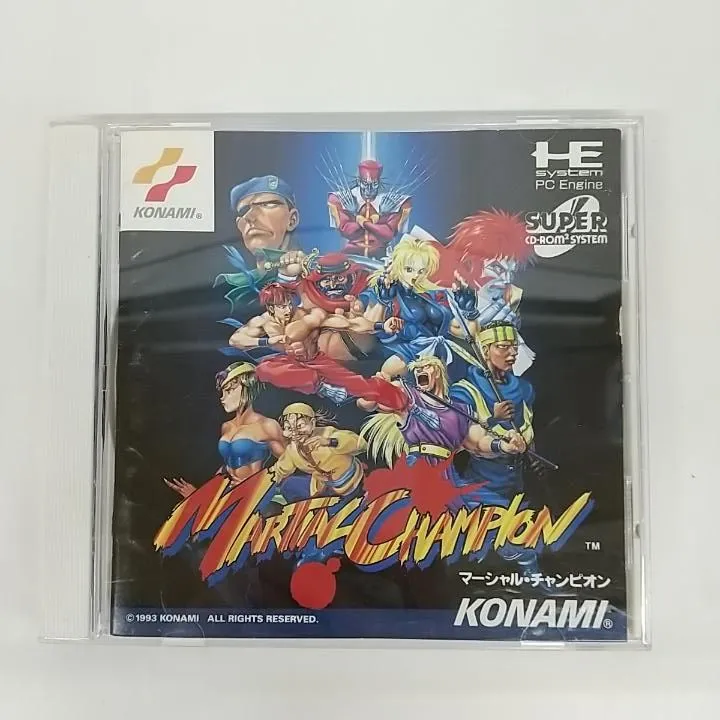 KONAMI®
HE
system
PC Engine
SUPER
CD-ROM² SYSTEM
MARTIAL CHAMPION ™
マーシャル・チャンピオン
©1993 KONAMI ALL RIGHTS RESERVED.
KONAMI®